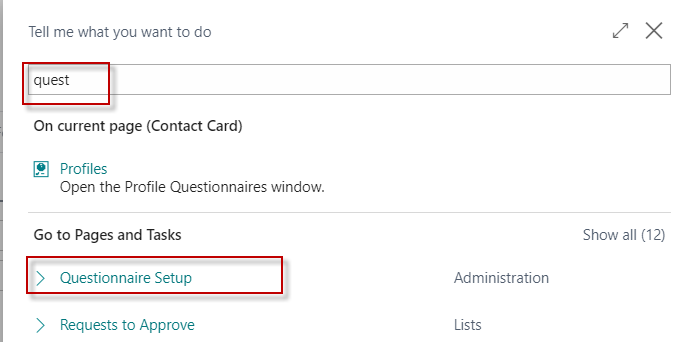 Tell me what you want to do
quest
On current page (Contact Card)
Profiles
Open the Profile Questionnaires window.
Go to Pages and Tasks Show all (12)
Questionnaire Setup Administration
Requests to Approve Lists